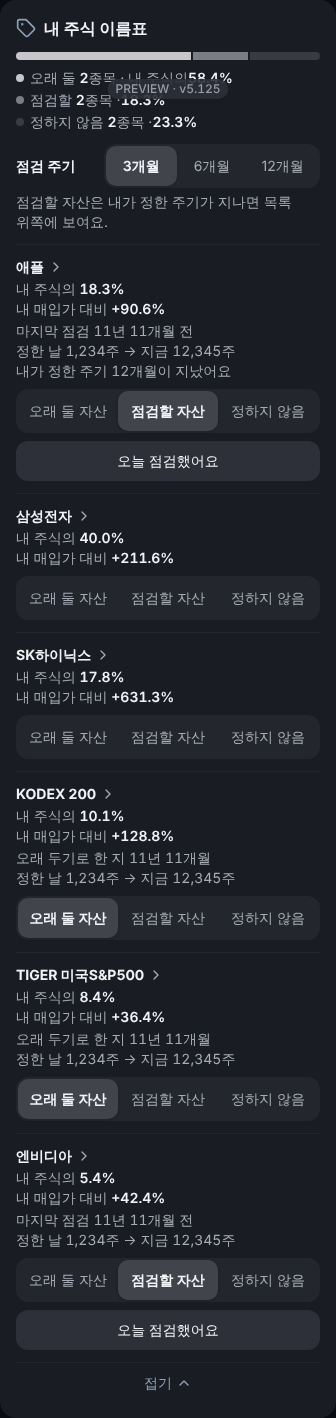 내 주식 이름표
오래 둘 2종목 · 내 주식의 58.4%
PREVIEW · v5.125
점검할 2종목 · 18.3%
정하지 않음 2종목 · 23.3%
점검 주기
3개월
6개월
12개월
점검할 자산은 내가 정한 주기가 지나면 목록
위쪽에 보여요.
애플
내 주식의 18.3%
내 매입가 대비 +90.6%
마지막 점검 11년 11개월 전
정한 날 1,234주 → 지금 12,345주
내가 정한 주기 12개월이 지났어요
오래 둘 자산
점검할 자산
정하지 않음
오늘 점검했어요
삼성전자
내 주식의 40.0%
내 매입가 대비 +211.6%
오래 둘 자산
점검할 자산
정하지 않음
SK하이닉스
내 주식의 17.8%
내 매입가 대비 +631.3%
오래 둘 자산
점검할 자산
정하지 않음
KODEX 200
내 주식의 10.1%
내 매입가 대비 +128.8%
오래 두기로 한 지 11년 11개월
정한 날 1,234주 → 지금 12,345주
오래 둘 자산
점검할 자산
정하지 않음
TIGER 미국S&P500
내 주식의 8.4%
내 매입가 대비 +36.4%
오래 두기로 한 지 11년 11개월
정한 날 1,234주 → 지금 12,345주
오래 둘 자산
점검할 자산
정하지 않음
엔비디아
내 주식의 5.4%
내 매입가 대비 +42.4%
마지막 점검 11년 11개월 전
정한 날 1,234주 → 지금 12,345주
오래 둘 자산
점검할 자산
정하지 않음
오늘 점검했어요
접기